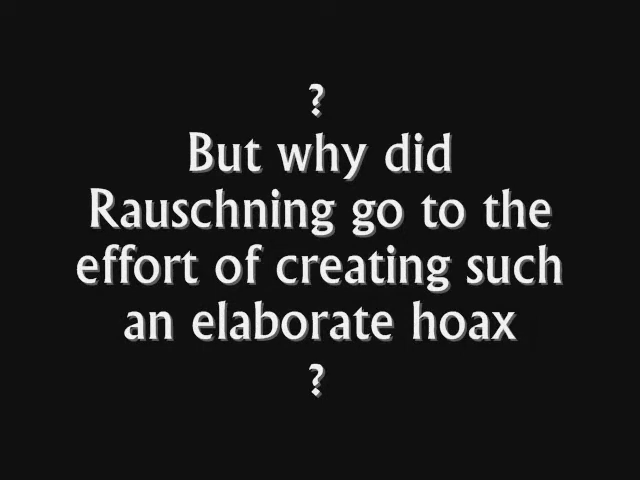 ?
But why did
Rauschning go to the
effort of creating such
an elaborate hoax
?